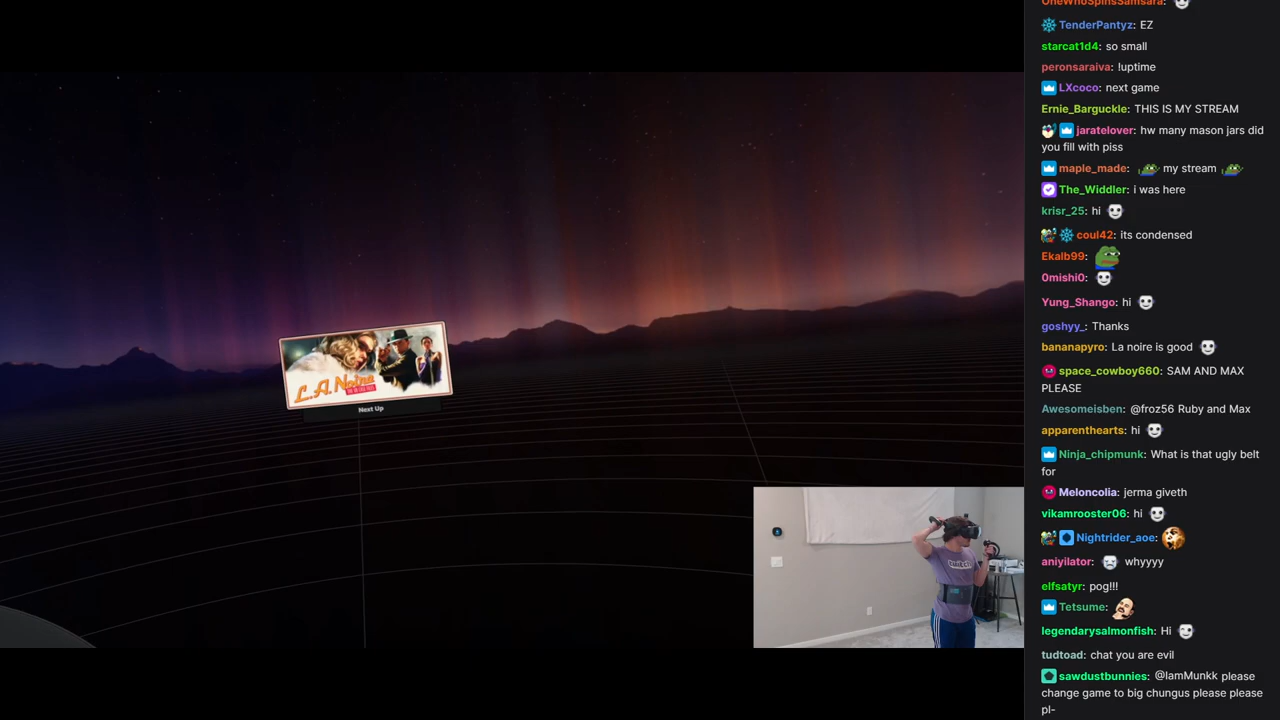 OneWhoSpinsSamsara:
TenderPantyz: EZ
starcat1d4: so small
peronsaraiva: !uptime
LXcoco: next game
Ernie_Barguckle: THIS IS MY STREAM
jaratelover: hw many mason jars did
you fill with piss
maple_made: my stream
The_Widdler: i was here
krisr_25: hi
coul42: its condensed
Ekalb99:
0mishi0:
Yung_Shango: hi
goshyy_: Thanks
bananapyro: La noire is good
space_cowboy660: SAM AND MAX
PLEASE
Awesomeisben: @froz56 Ruby and Max
apparenthearts: hi
Ninja_chipmunk: What is that ugly belt
for
Meloncolia: jerma giveth
vikamrooster06: hi
Nightrider_aoe:
aniyilator: whyyyy
elfsatyr: pog!!!
Tetsume:
legendarysalmonfish: Hi
tudtoad: chat you are evil
sawdustbunnies: @IamMunkk please
change game to big chungus please please
pl-
L.A. Noire
Next Up
twitch